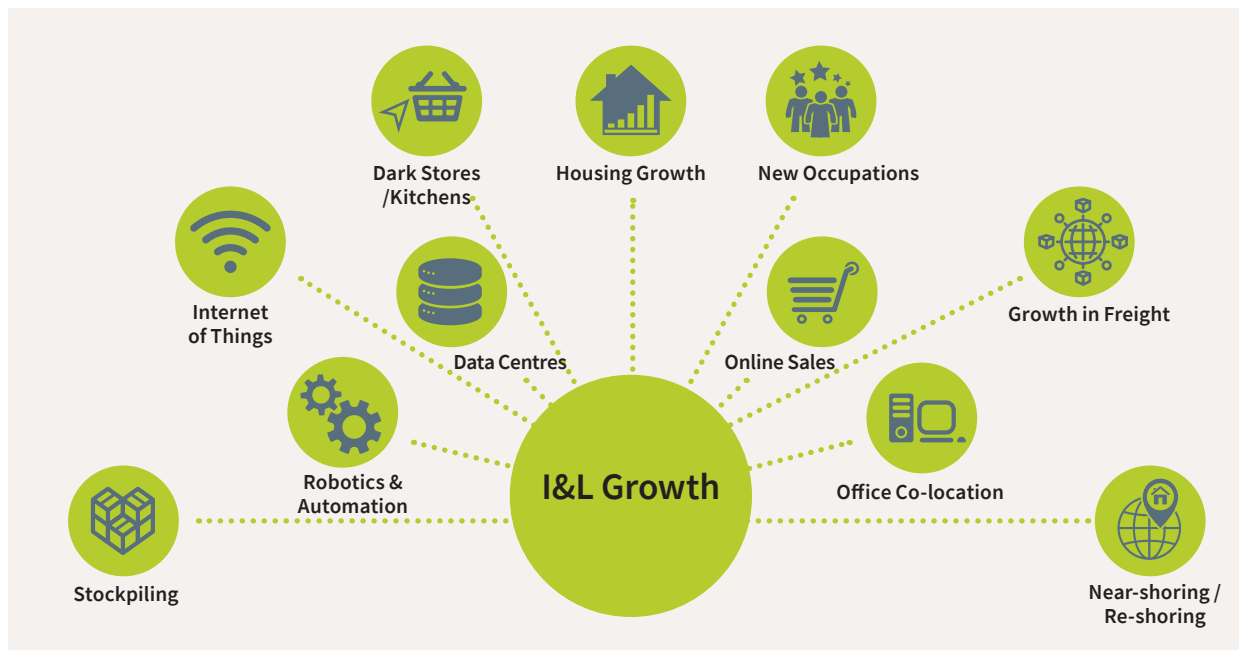 Dark Stores
/Kitchens
Housing Growth
New Occupations
Internet
of Things
Growth in Freight
Data Centres
Online Sales
Robotics &
Automation
I&L Growth
Office Co-location
Stockpiling
Near-shoring /
Re-shoring